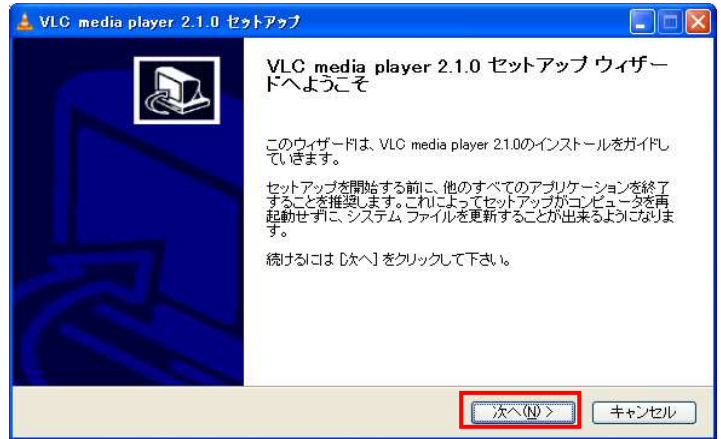 VLC media player 2.1.0 セットアップ
VLC media player 2.1.0 セットアップ ウィザー
ドへようこそ
このウィザードは、VLC media player 2.1.0のインストールをガイドし
ていきます。
セットアップを開始する前に、他のすべてのアプリケーションを終了
することを推奨します。これによってセットアップがコンピュータを再
起動せずに、システム ファイルを更新することが出来るようになりま
す。
続けるには [次へ] をクリックして下さい。
次へ(N) >
キャンセル